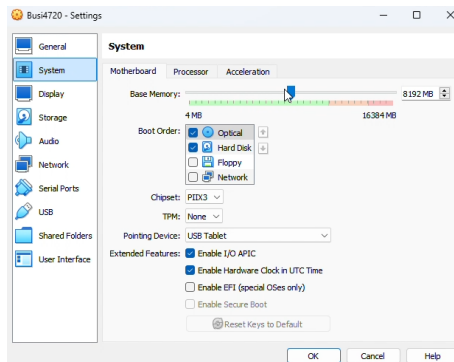 Busi4720 - Settings
General
System
Display
Storage
Audio
Network
Serial Ports
USB
Shared Folders
User Interface
System
Motherboard Processor Acceleration
Base Memory: 8192 MB
4 MB 16384 MB
Boot Order: Optical
Hard Disk
Floppy
Network
Chipset: PIIX3
TPM: None
Pointing Device: USB Tablet
Extended Features: Enable I/O APIC
Enable Hardware Clock in UTC Time
Enable EFI (special OSes only)
Enable Secure Boot
Reset Keys to Default
OK Cancel Help